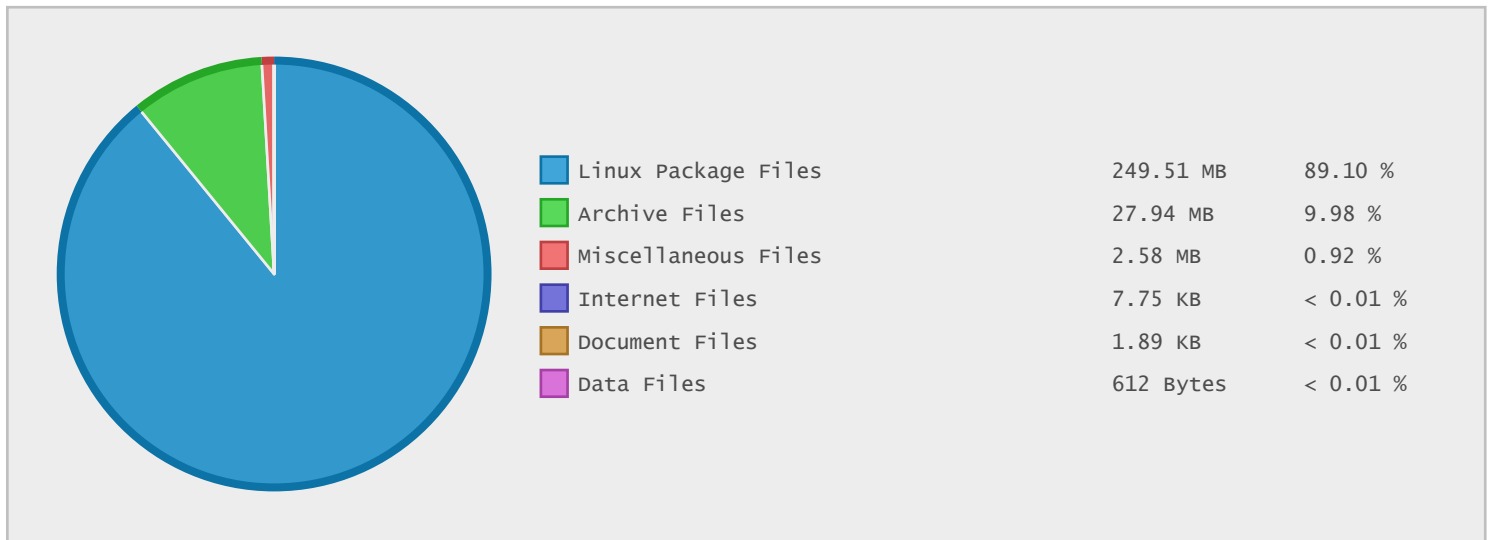 Linux Package Files 249.51 MB 89.10 %
Archive Files 27.94 MB 9.98 %
Miscellaneous Files 2.58 MB 0.92 %
Internet Files 7.75 KB < 0.01 %
Document Files 1.89 KB < 0.01 %
Data Files 612 Bytes < 0.01 %